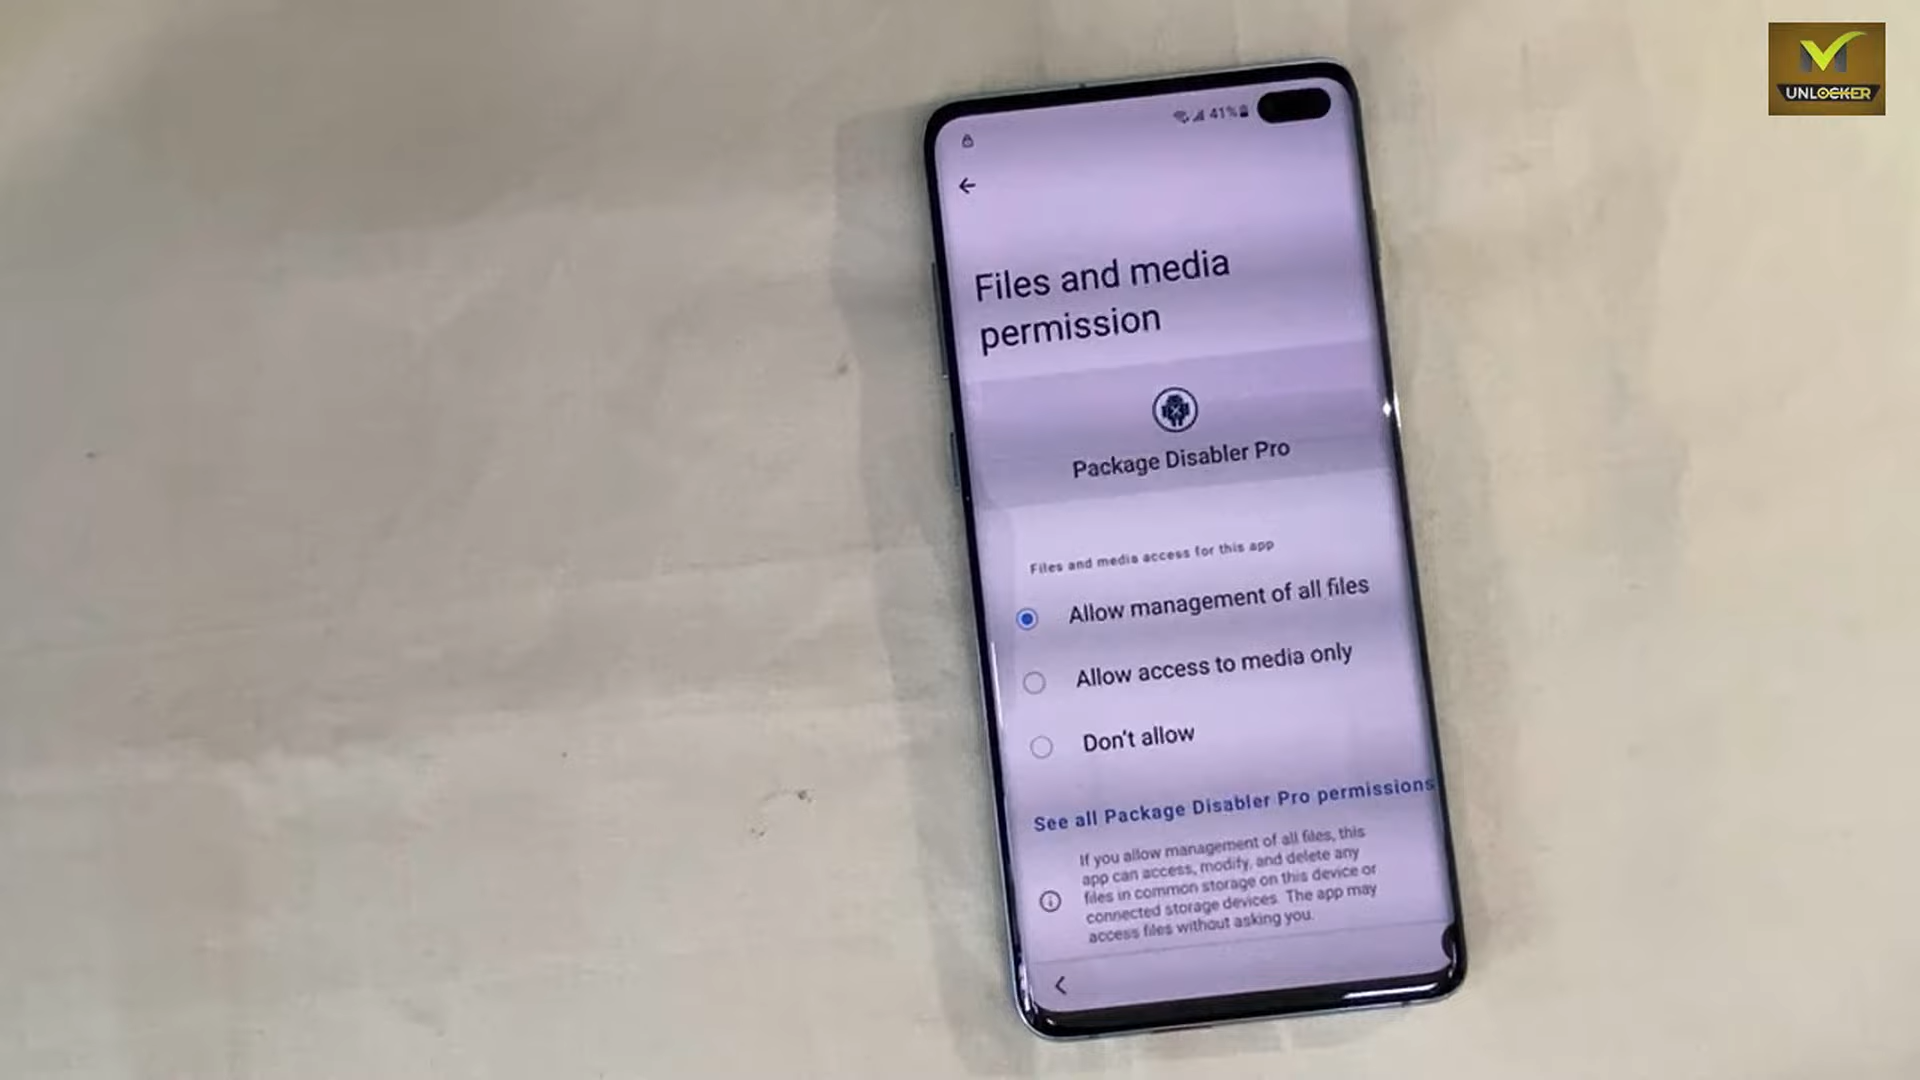 M
UNLOCKER
41%
Files and media
permission
Package Disabler Pro
Files and media access for this app
Allow management of all files
Allow access to media only
Don't allow
See all Package Disabler Pro permissions
If you allow management of all files, this
app can access, modify, and delete any
files in common storage on this device or
connected storage devices. The app may
access files without asking you.